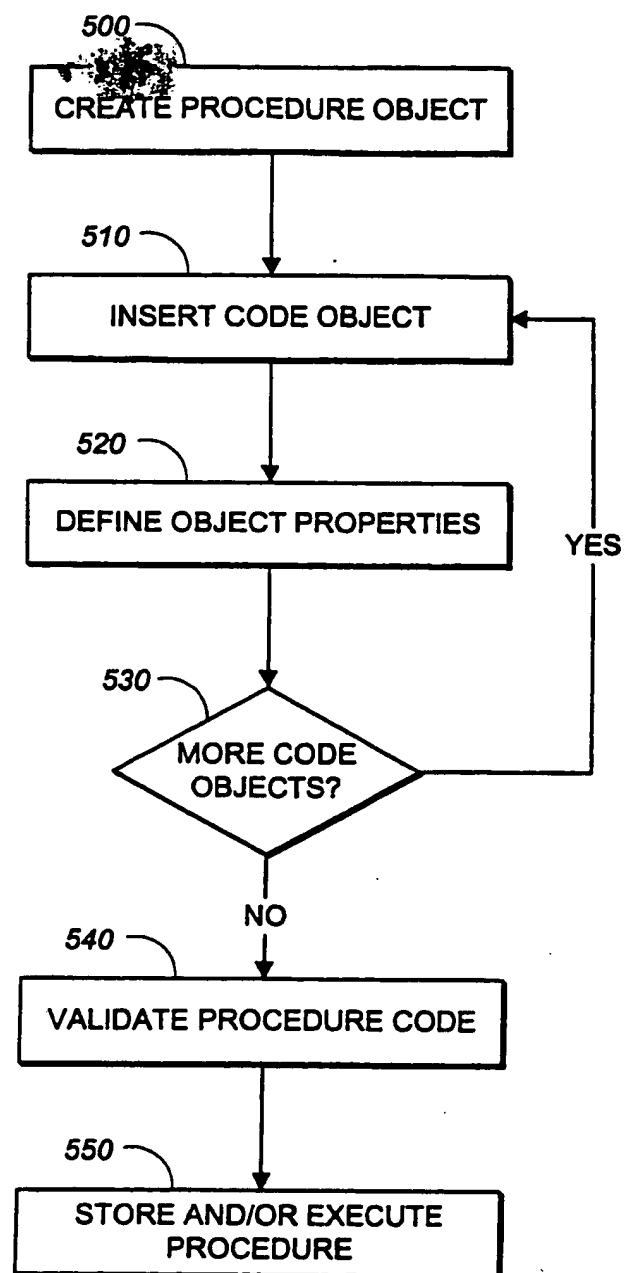 500
CREATE PROCEDURE OBJECT
510
INSERT CODE OBJECT
520
DEFINE OBJECT PROPERTIES
YES
530
MORE CODE
OBJECTS?
NO
540
VALIDATE PROCEDURE CODE
550
STORE AND/OR EXECUTE
PROCEDURE